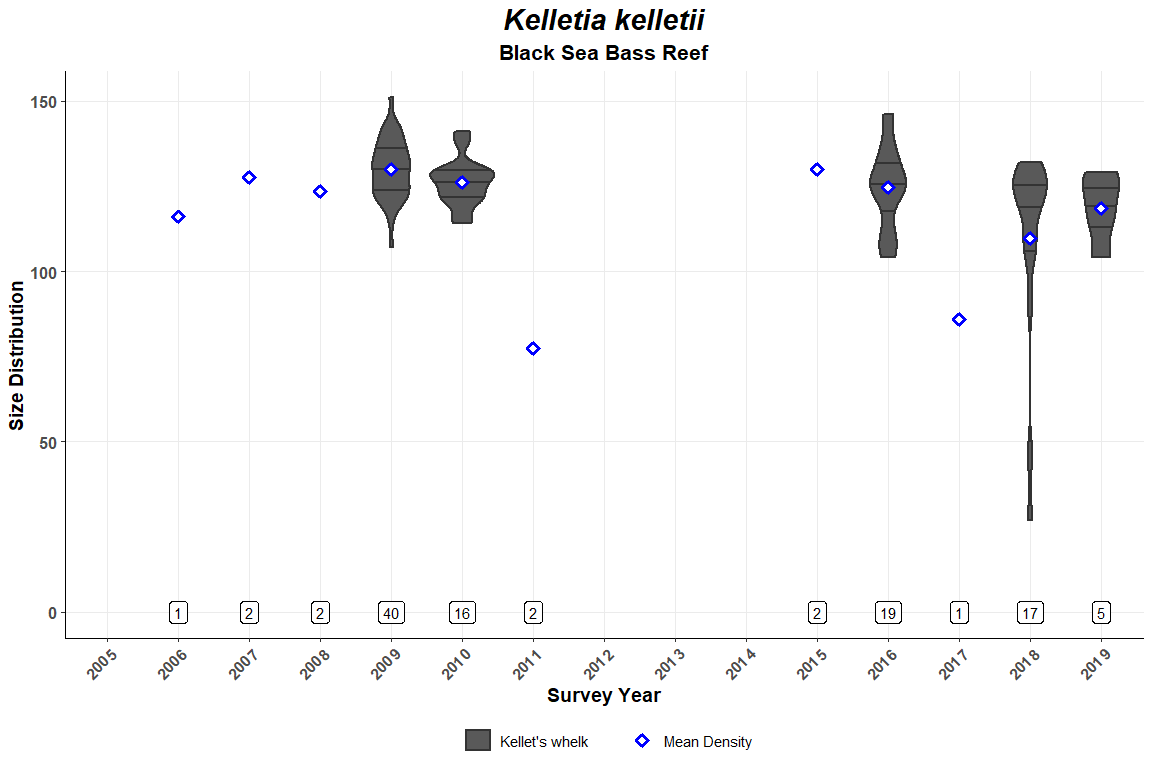 Kelletia kelletii
Black Sea Bass Reef
Size Distribution
150
100
50
0
1 2 2 40 16 2 2 19 1 17 5
2005 2006 2007 2008 2009 2010 2011 2012 2013 2014 2015 2016 2017 2018 2019
Survey Year
Kellet's whelk Mean Density